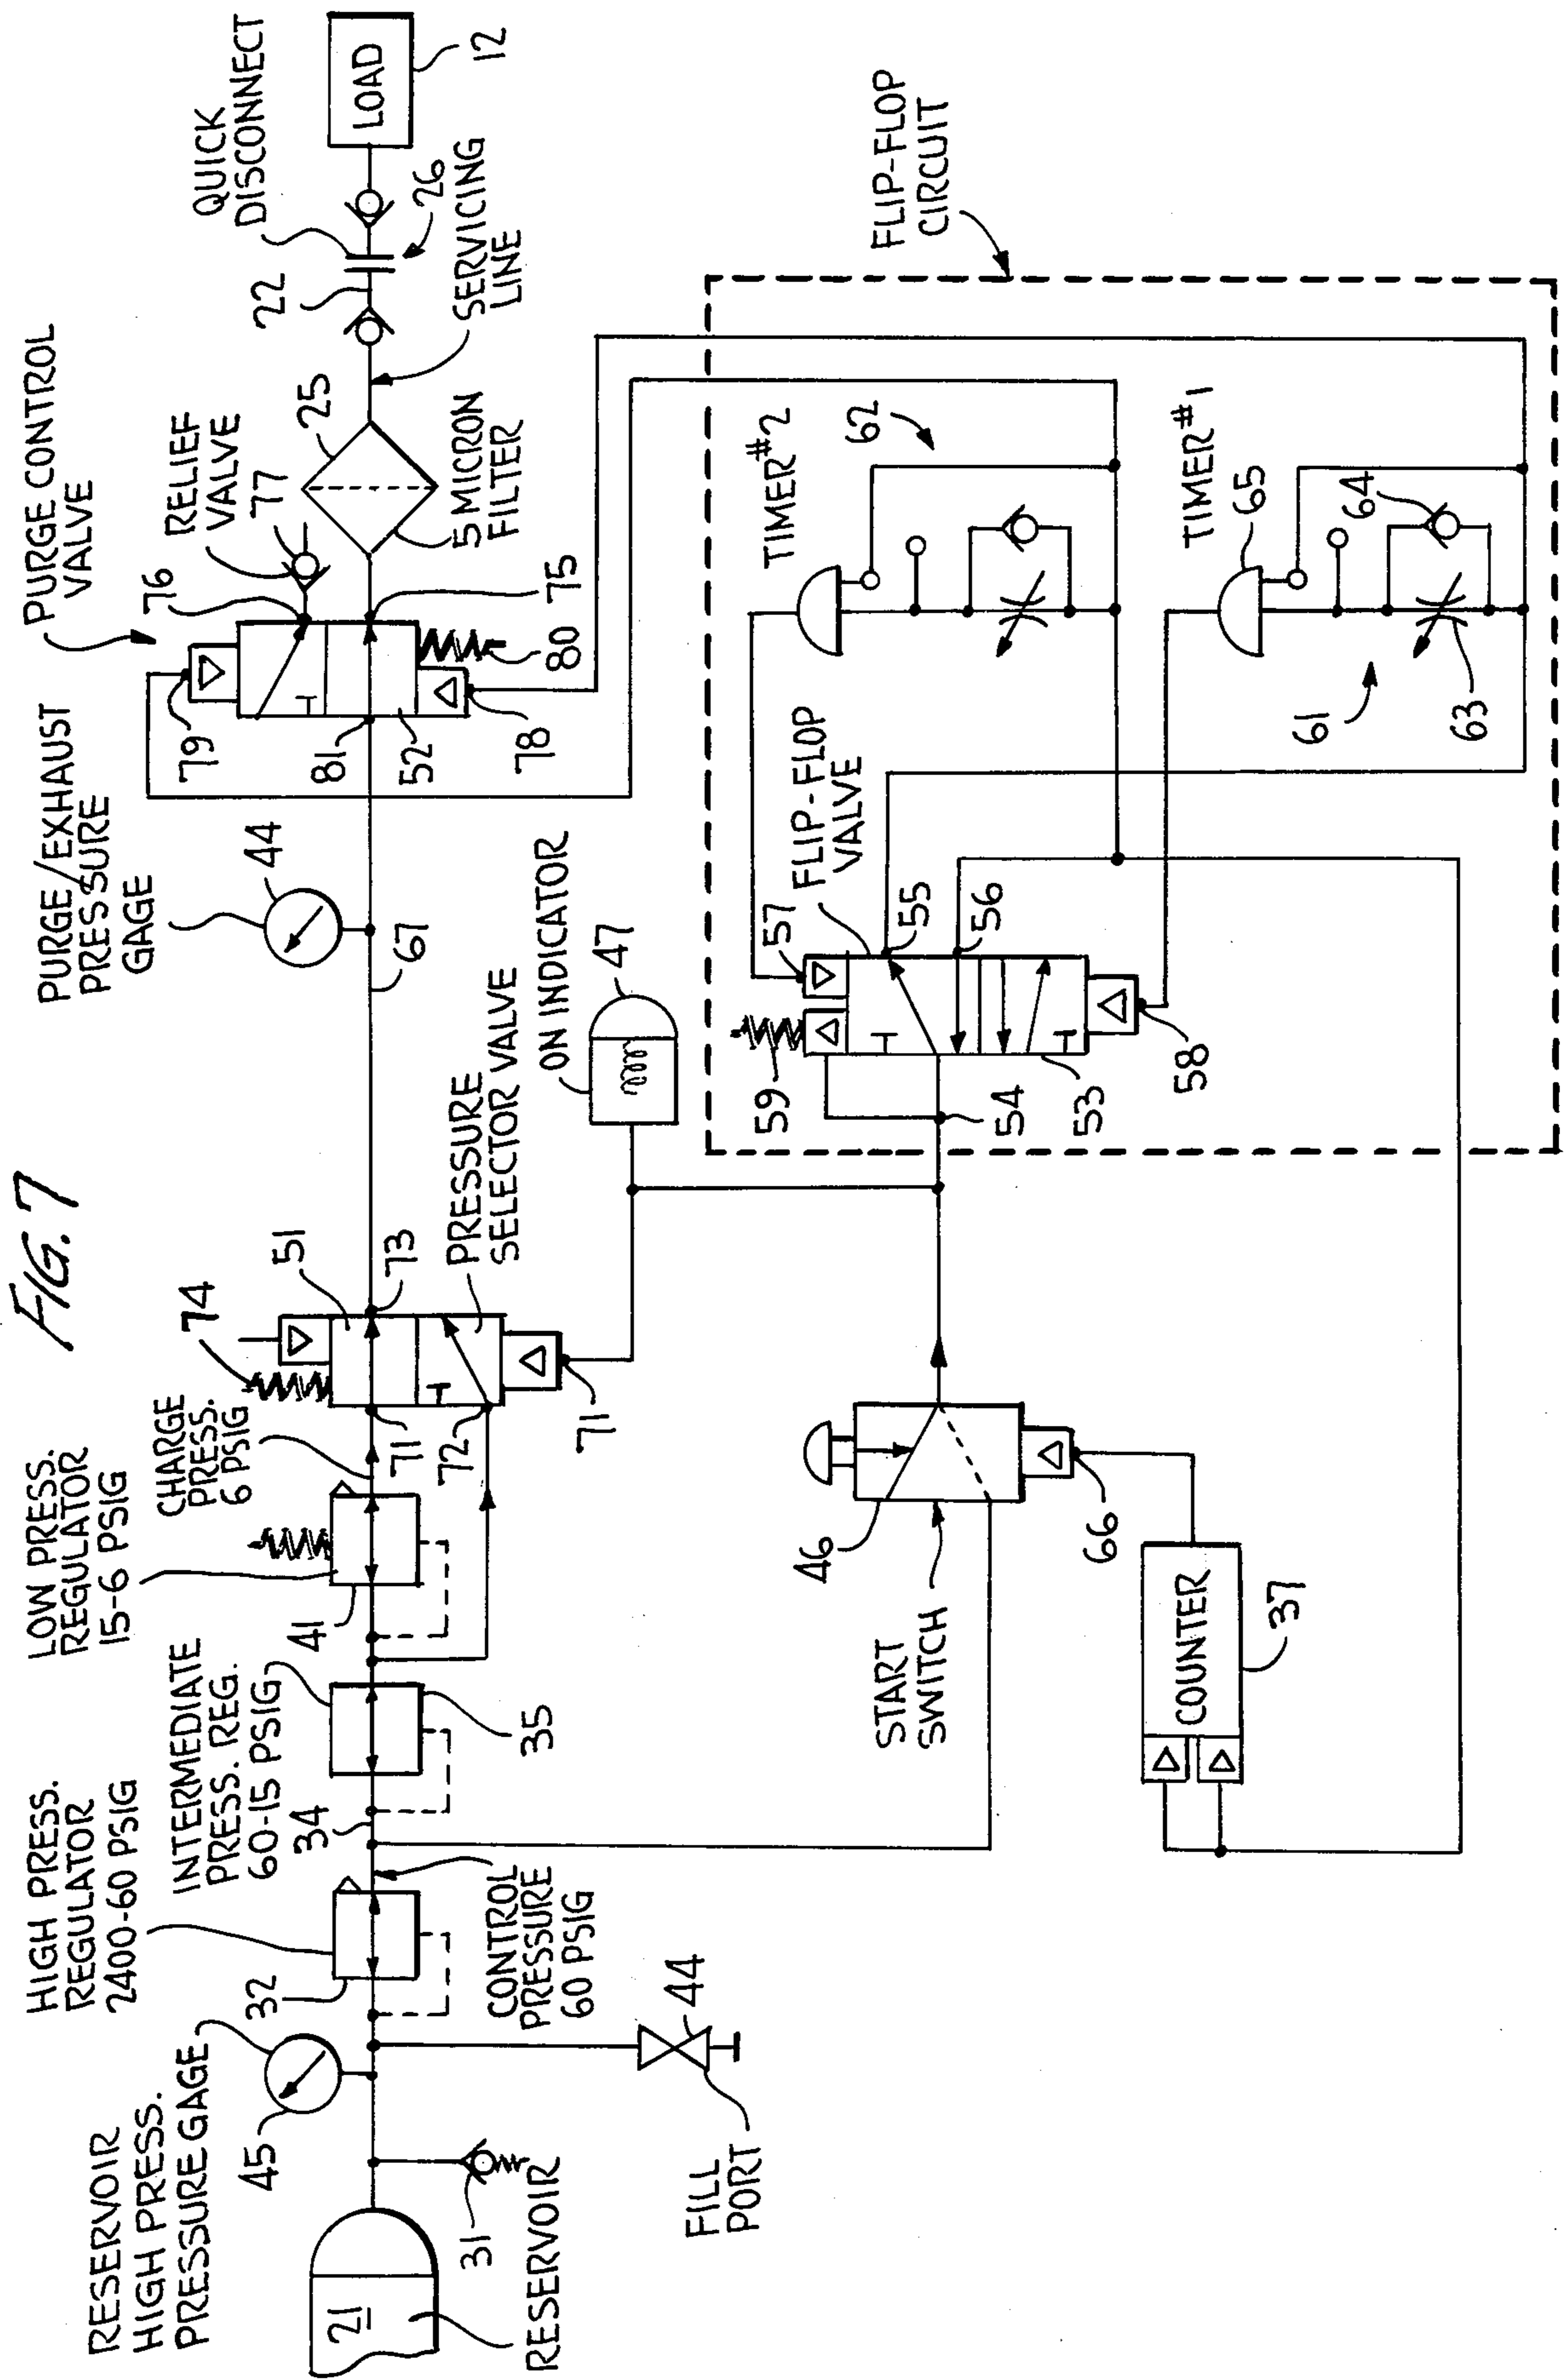 FIG. 7
RESERVOIR
HIGH PRESS.
PRESSURE GAGE
45
21
RESERVOIR
31
FILL
PORT
44
HIGH PRESS.
REGULATOR
2400-60 PSIG
32
CONTROL
PRESSURE
60 PSIG
34
INTERMEDIATE
PRESS. REG.
60-15 PSIG
35
LOW PRESS.
REGULATOR
15-6 PSIG
41
CHARGE
PRESS.
6 PSIG
74
51
71
72
73
PRESSURE
SELECTOR VALVE
71
ON INDICATOR
47
PURGE/EXHAUST
PRESSURE
GAGE
44
67
PURGE CONTROL
VALVE
79
76
81
52
78
75
80
RELIEF
VALVE
77
25
5 MICRON
FILTER
SERVICING
LINE
22
QUICK
DISCONNECT
26
LOAD
12
START
SWITCH
46
66
COUNTER
37
FLIP-FLOP
CIRCUIT
FLIP-FLOP
VALVE
57
59
55
56
54
53
58
TIMER #2
62
TIMER #1
65
64
61
63